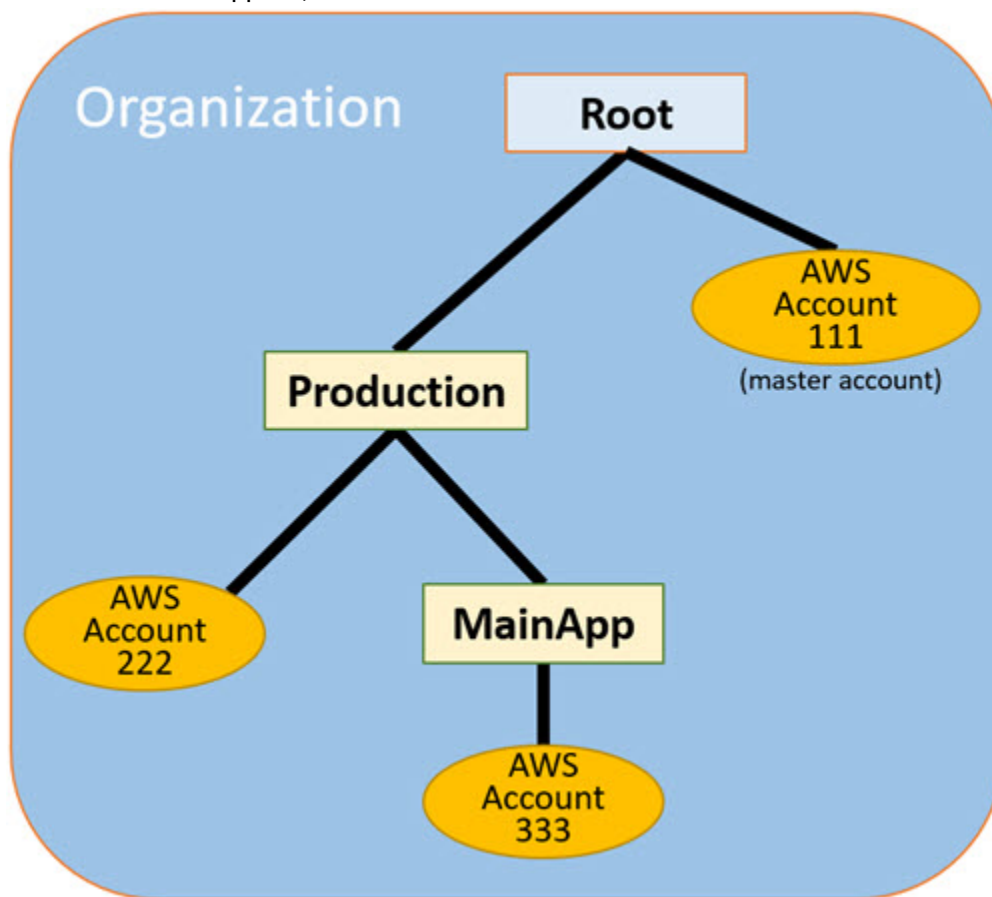 Organization
Root
AWS
Account
111
(master account)
Production
AWS
Account
222
MainApp
AWS
Account
333